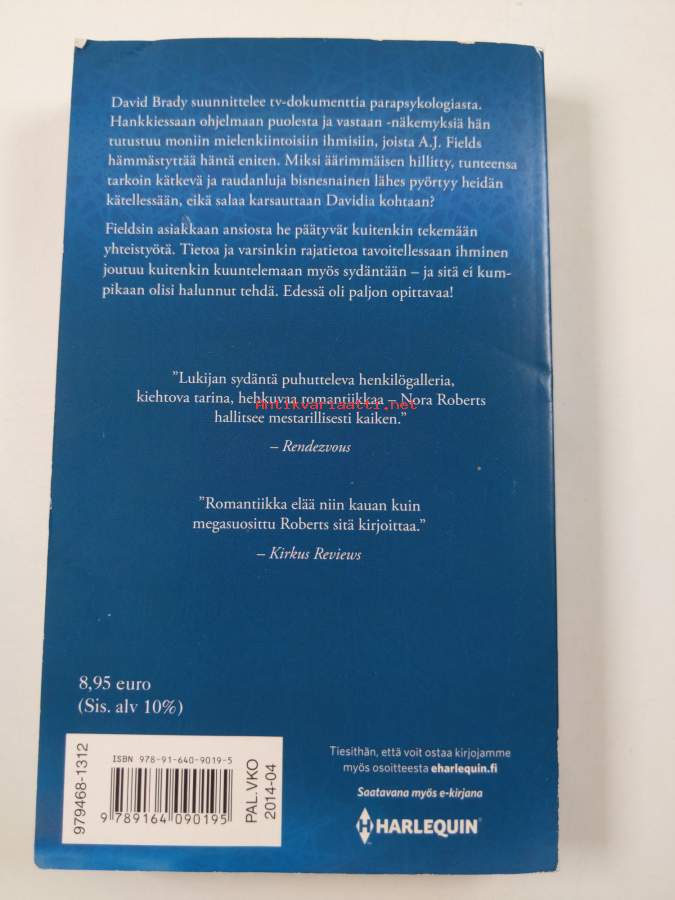 David Brady suunnittelee tv-dokumenttia parapsykologiasta.
Hankkiessaan ohjelmaan puolesta ja vastaan -näkemyksiä hän
tutustuu moniin mielenkiintoisiin ihmisiin, joista A.J. Fields
hämmästyttää häntä eniten. Miksi äärimmäisen hillitty, tunteensa
tarkoin kätkevä ja raudanluja bisnesnainen lähes pyörtyy heidän
kätellessään, eikä salaa karsauttaan Davidia kohtaan?
Fieldsin asiakkaan ansiosta he päätyvät kuitenkin tekemään
yhteistyötä. Tietoa ja varsinkin rajatietoa tavoitellessaan ihminen
joutuu kuitenkin kuuntelemaan myös sydäntään – ja sitä ei kum-
pikaan olisi halunnut tehdä. Edessä oli paljon opittavaa!
”Lukijan sydäntä puhutteleva henkilögalleria,
kiehtova tarina, hehkuvaa romantiikkaa – Nora Roberts
Antikvariaatti.net
hallitsee mestarillisesti kaiken.”
– Rendezvous
”Romantiikka elää niin kauan kuin
megasuosittu Roberts sitä kirjoittaa.”
– Kirkus Reviews
8,95 euro
(Sis. alv 10%)
979468-1312
ISBN 978-91-640-9019-5
9 789164 090195
PAL.VKO
2014-04
Tiesithän, että voit ostaa kirjojamme
myös osoitteesta eharlequin.fi
Saatavana myös e-kirjana
HARLEQUIN